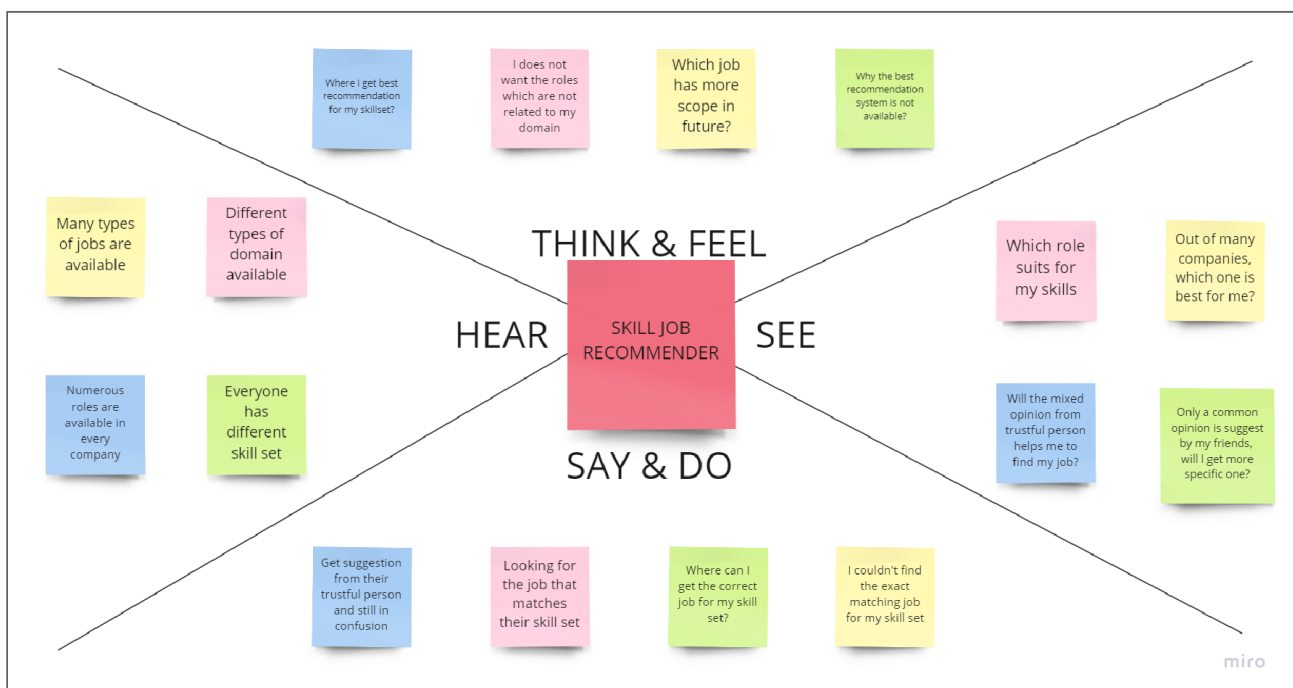 Where I get best
recommendation
for my skillset?
I does not
want the roles
which are not
related to my
domain
Which job
has more
scope in
future?
Why the best
recommendation
system is not
available?
THINK & FEEL
Many types
of jobs are
available
Different
types of
domain
available
Numerous
roles are
available in
every
company
Everyone
has
different
skill set
HEAR
SKILL JOB
RECOMMENDER
SEE
Which role
suits for
my skills
Out of many
companies,
which one is
best for me?
Will the mixed
opinion from
trustful person
helps me to
find my job?
Only a common
opinion is suggest
by my friends,
will I get more
specific one?
SAY & DO
Get suggestion
from their
trustful person
and still in
confusion
Looking for
the job that
matches
their skill set
Where can I
get the correct
job for my skill
set?
I couldn't find
the exact
matching job
for my skill set
miro